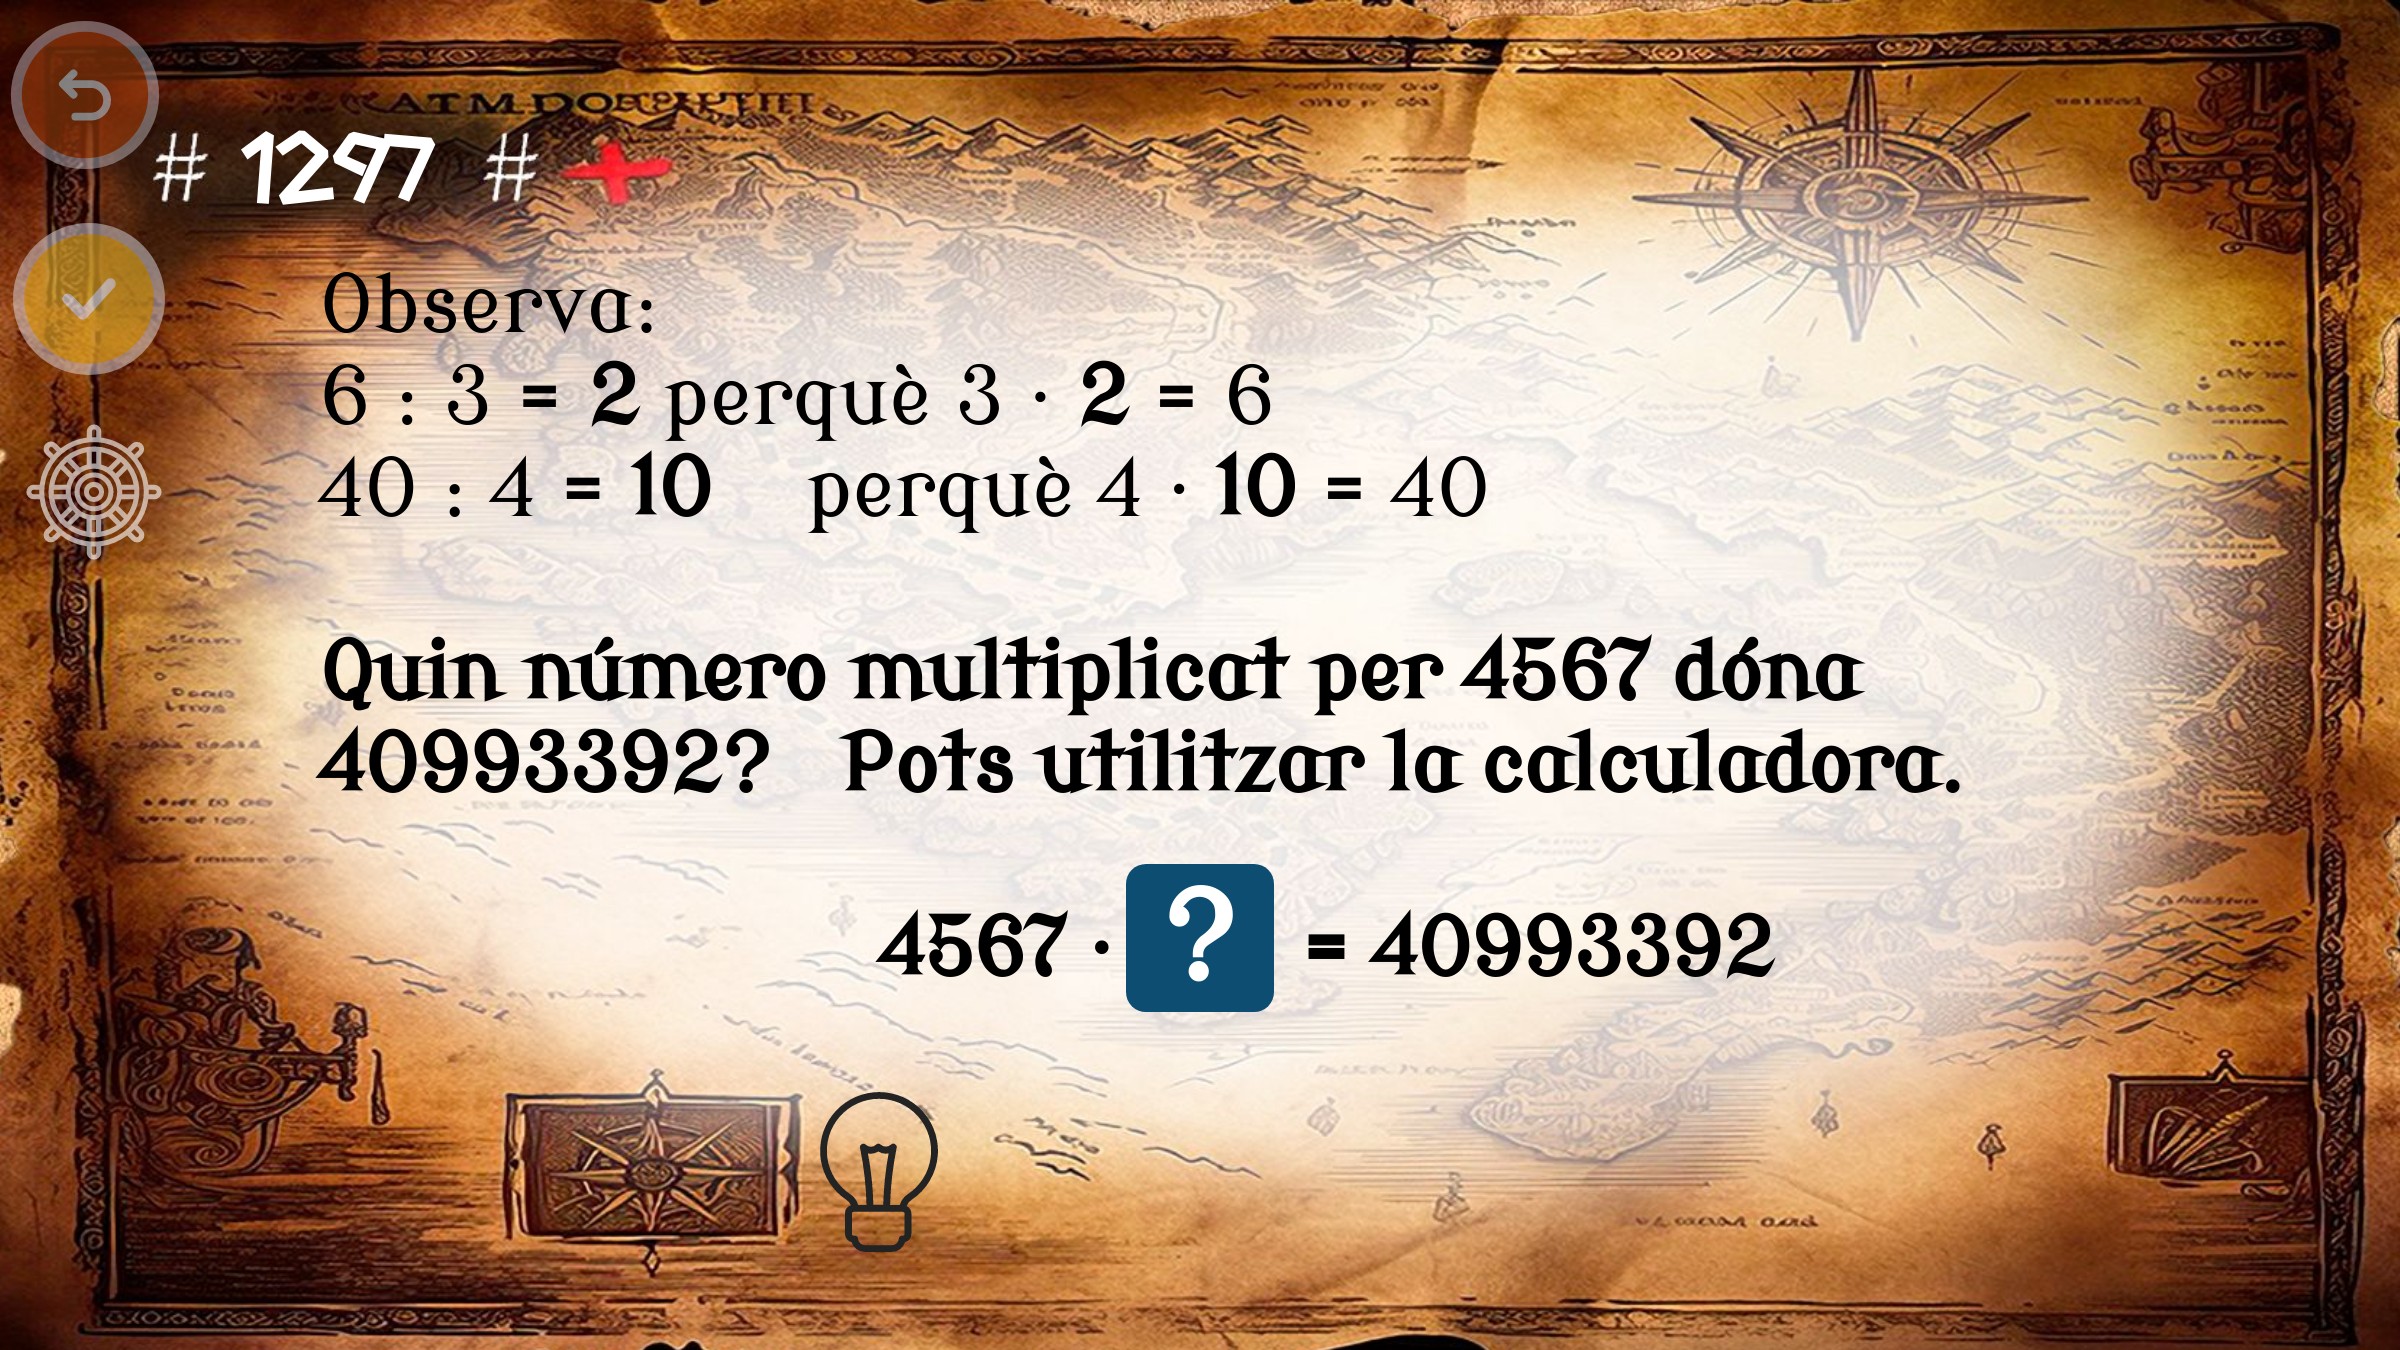 # 1297 #
Observa:
6 : 3 = 2 perquè 3 · 2 = 6
40 : 4 = 10 perquè 4 · 10 = 40
Quin número multiplicat per 4567 dóna
40993392? Pots utilitzar la calculadora.
4567 · ? = 40993392